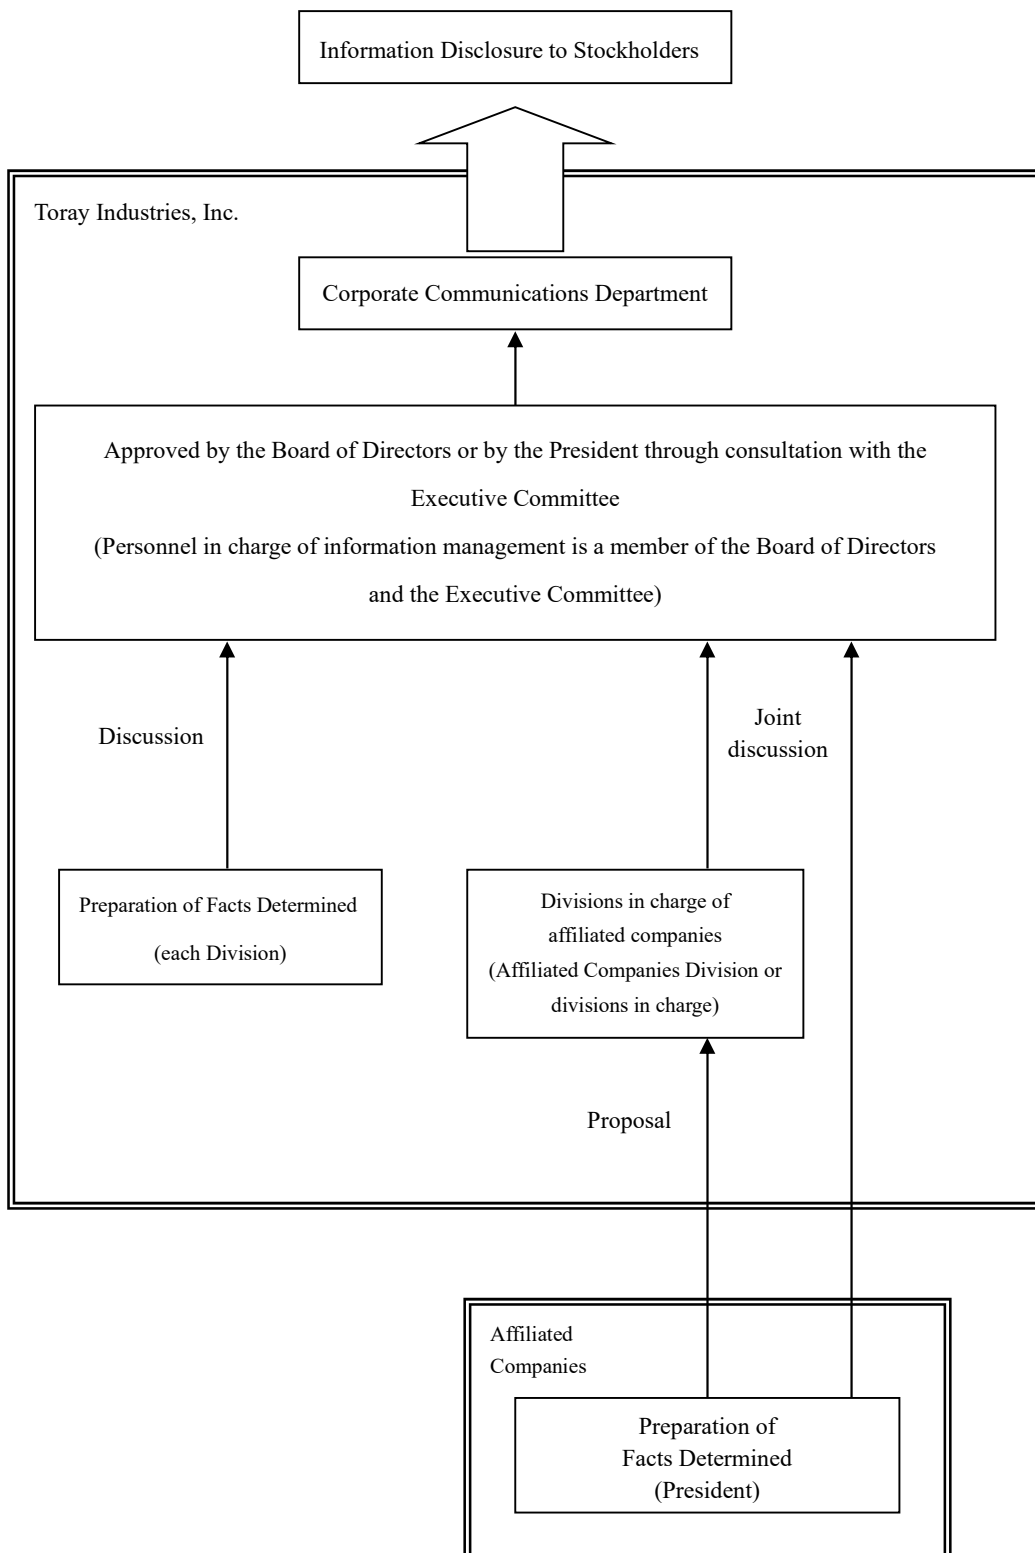 Information Disclosure to Stockholders
Toray Industries, Inc.
Corporate Communications Department
Approved by the Board of Directors or by the President through consultation with the
Executive Committee
(Personnel in charge of information management is a member of the Board of Directors
and the Executive Committee)
Discussion
Joint
discussion
Preparation of Facts Determined
(each Division)
Divisions in charge of
affiliated companies
(Affiliated Companies Division or
divisions in charge)
Proposal
Affiliated
Companies
Preparation of
Facts Determined
(President)